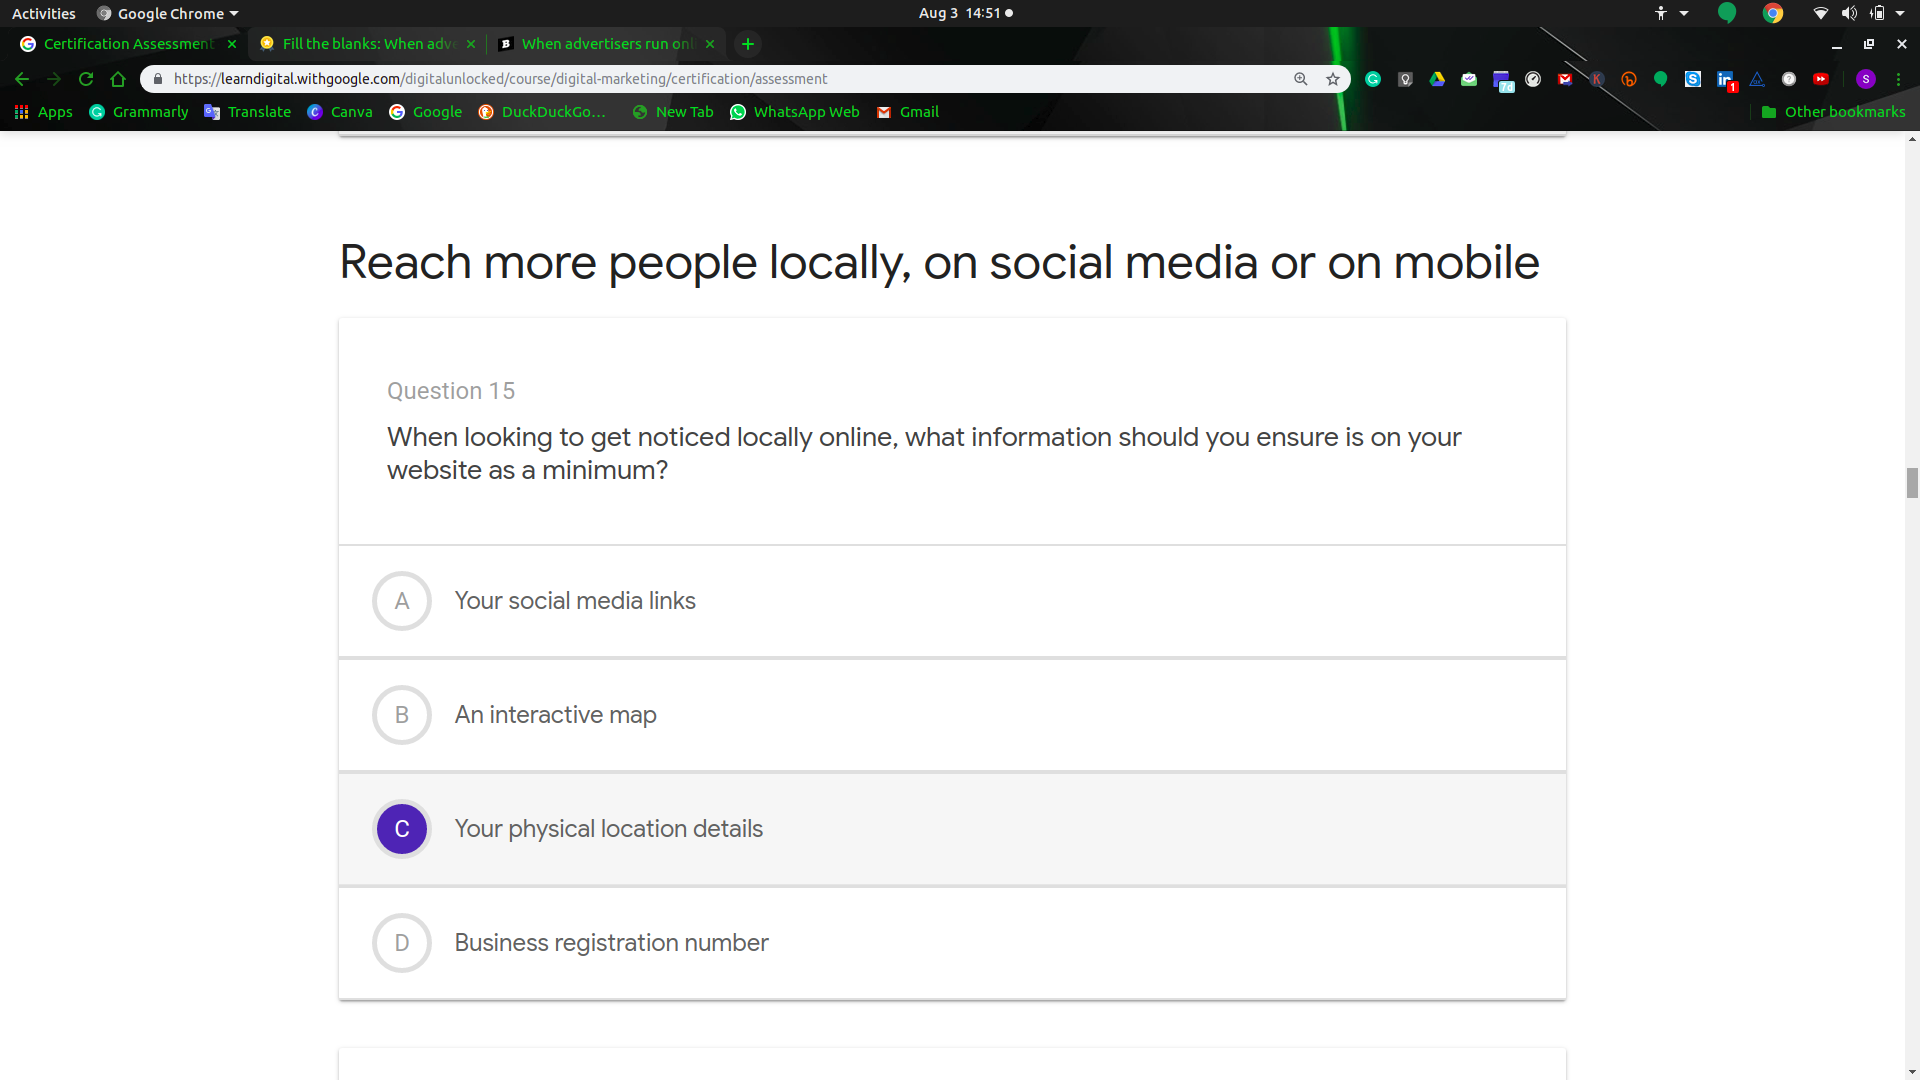 Activities Google Chrome Aug 3 14:51
Certification Assessment Fill the blanks: When adve When advertisers run onl
https://learndigital.withgoogle.com/digitalunlocked/course/digital-marketing/certification/assessment
Apps Grammarly Translate Canva Google DuckDuckGo... New Tab WhatsApp Web Gmail Other bookmarks
Reach more people locally, on social media or on mobile
Question 15
When looking to get noticed locally online, what information should you ensure is on your
website as a minimum?
A Your social media links
B An interactive map
C Your physical location details
D Business registration number